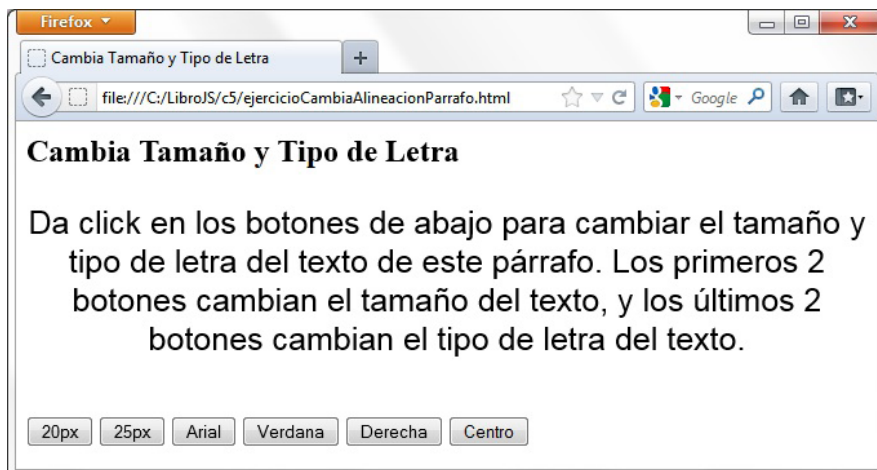 Firefox
Cambia Tamaño y Tipo de Letra
file:///C:/LibroJS/c5/ejercicioCambiaAlineacionParrafo.html
Google
Cambia Tamaño y Tipo de Letra
Da click en los botones de abajo para cambiar el tamaño y
tipo de letra del texto de este párrafo. Los primeros 2
botones cambian el tamaño del texto, y los últimos 2
botones cambian el tipo de letra del texto.
20px 25px Arial Verdana Derecha Centro